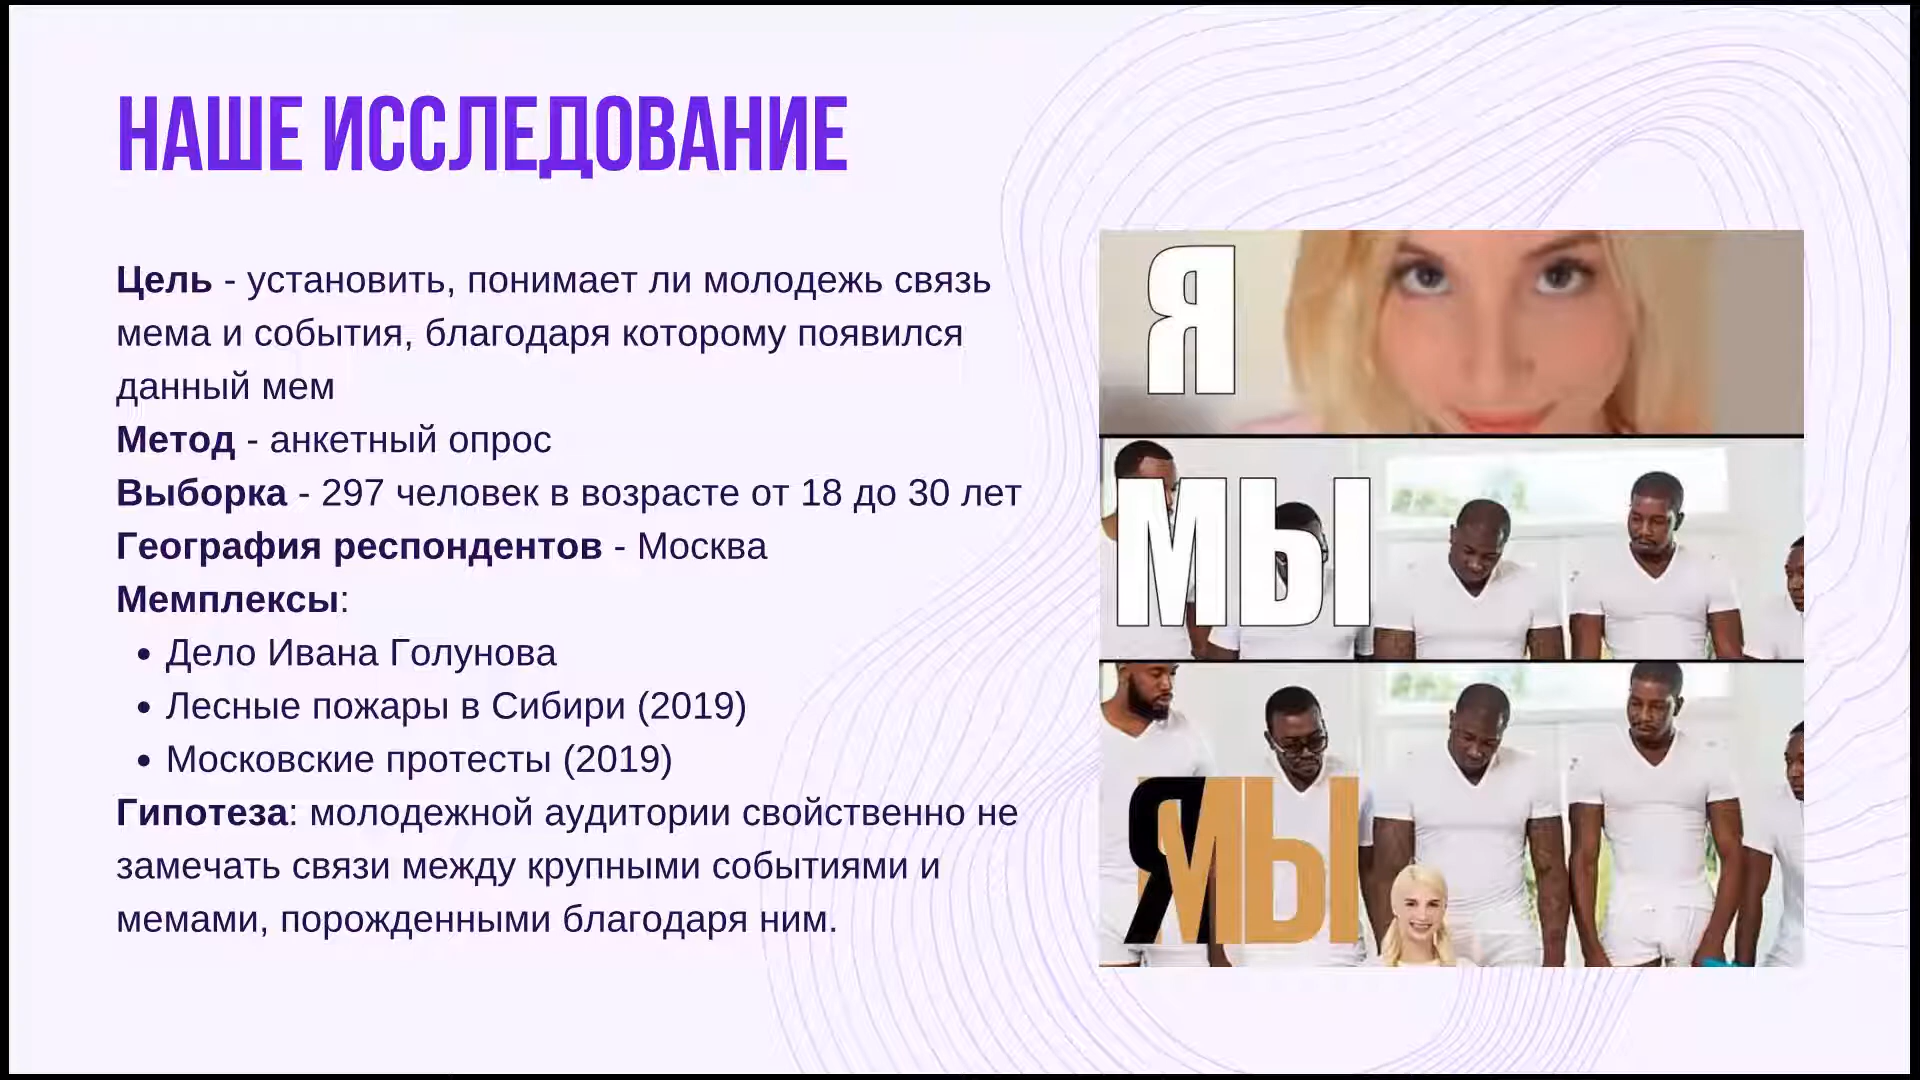 НАШЕ ИССЛЕДОВАНИЕ
Цель - установить, понимает ли молодежь связь
мема и события, благодаря которому появился
данный мем
Метод - анкетный опрос
Выборка - 297 человек в возрасте от 18 до 30 лет
География респондентов - Москва
Мемплексы:
• Дело Ивана Голунова
• Лесные пожары в Сибири (2019)
• Московские протесты (2019)
Гипотеза: молодежной аудитории свойственно не
замечать связи между крупными событиями и
мемами, порожденными благодаря ним.
Я
МЫ
ЯМЫ